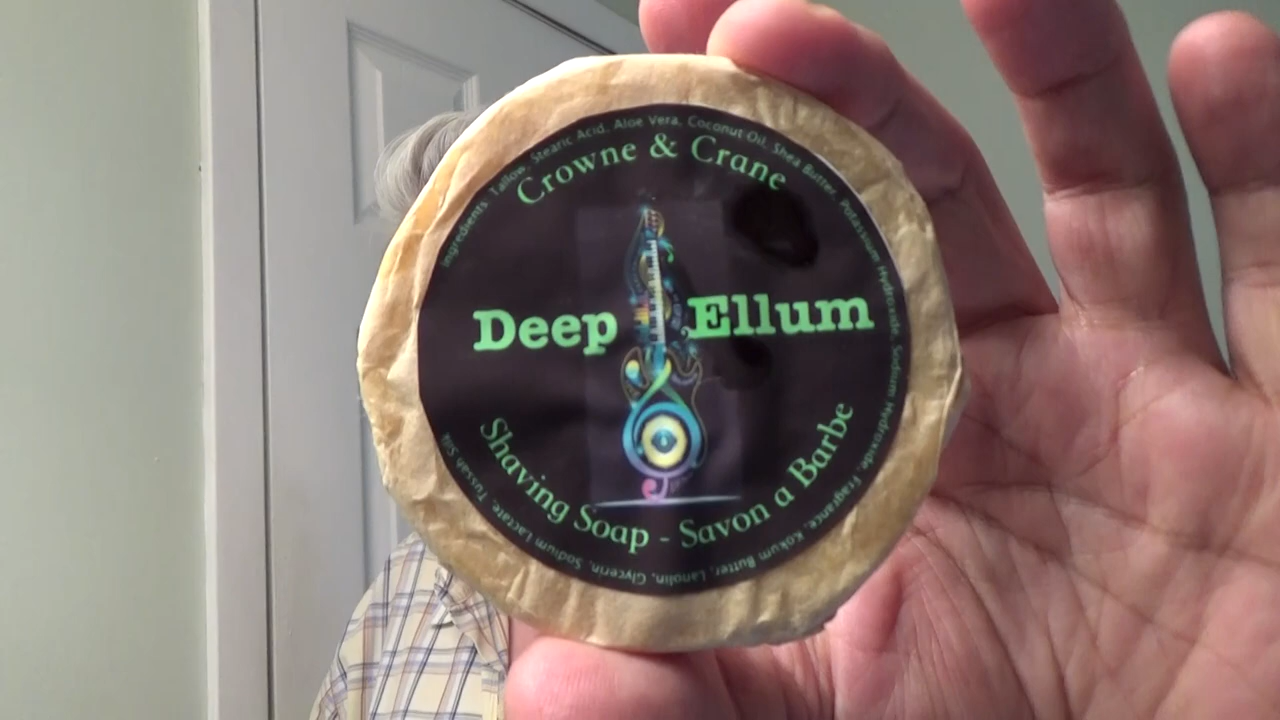 Crowne & Crane
Deep Ellum
Shaving Soap - Savon a Barbe
Ingredients: Tallow, Stearic Acid, Aloe Vera, Coconut Oil, Shea Butter, Potassium Hydroxide, Sodium Hydroxide, Fragrance, Kokum Butter, Lanolin, Glycerin, Sodium Lactate, Tussah Silk